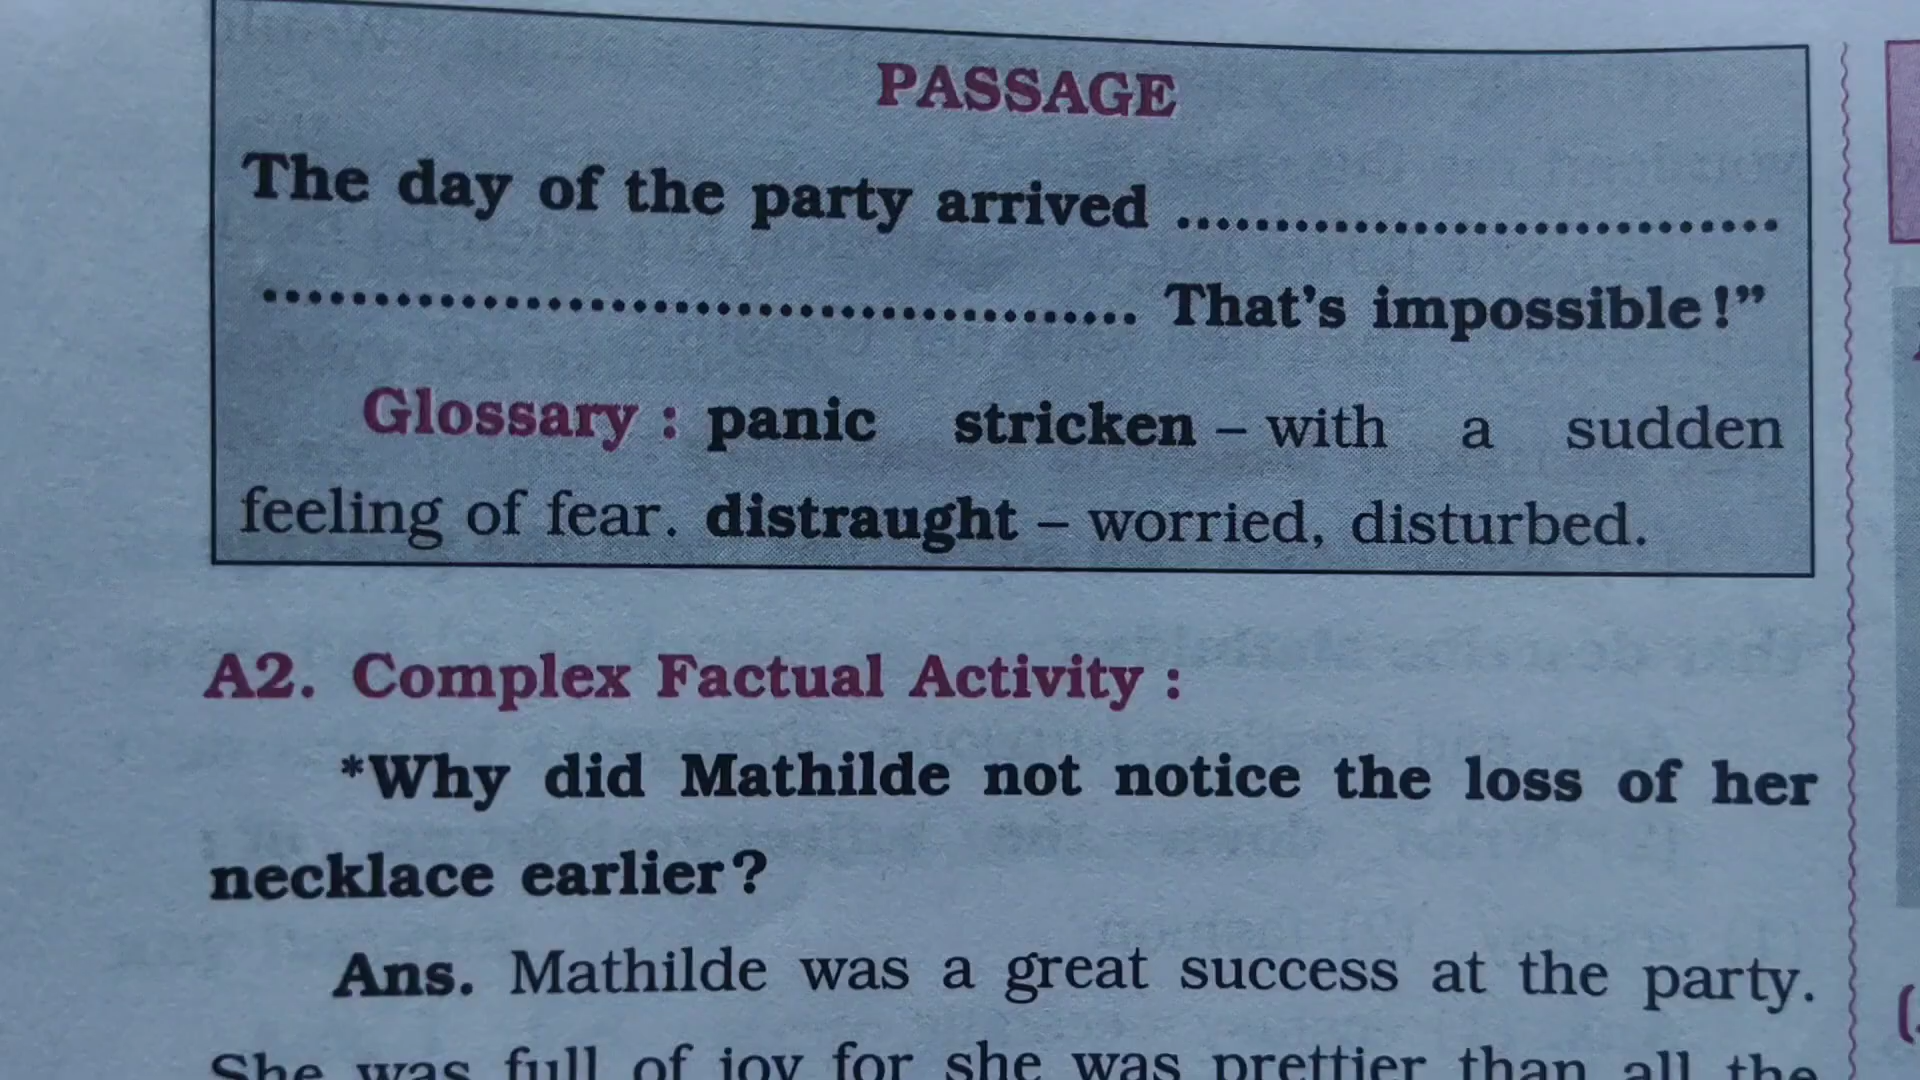 PASSAGE
The day of the party arrived ............................
....................................... That's impossible!”
Glossary : panic stricken – with a sudden
feeling of fear. distraught – worried, disturbed.
A2. Complex Factual Activity :
*Why did Mathilde not notice the loss of her
necklace earlier?
Ans. Mathilde was a great success at the party.
She was full of joy for she was prettier than all the